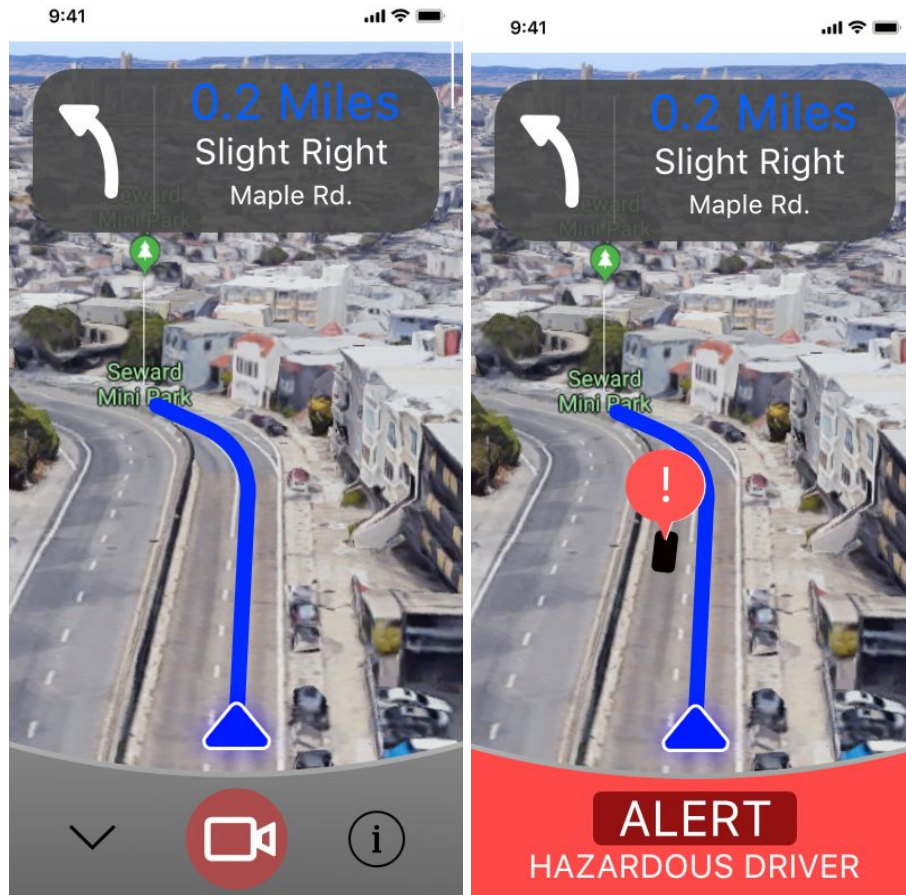 9:41
0.2 Miles
Slight Right
Maple Rd.
Seward
Mini Park
Seward
Mini Park
i
9:41
0.2 Miles
Slight Right
Maple Rd.
Seward
Mini Park
Seward
Mini Park
!
ALERT
HAZARDOUS DRIVER